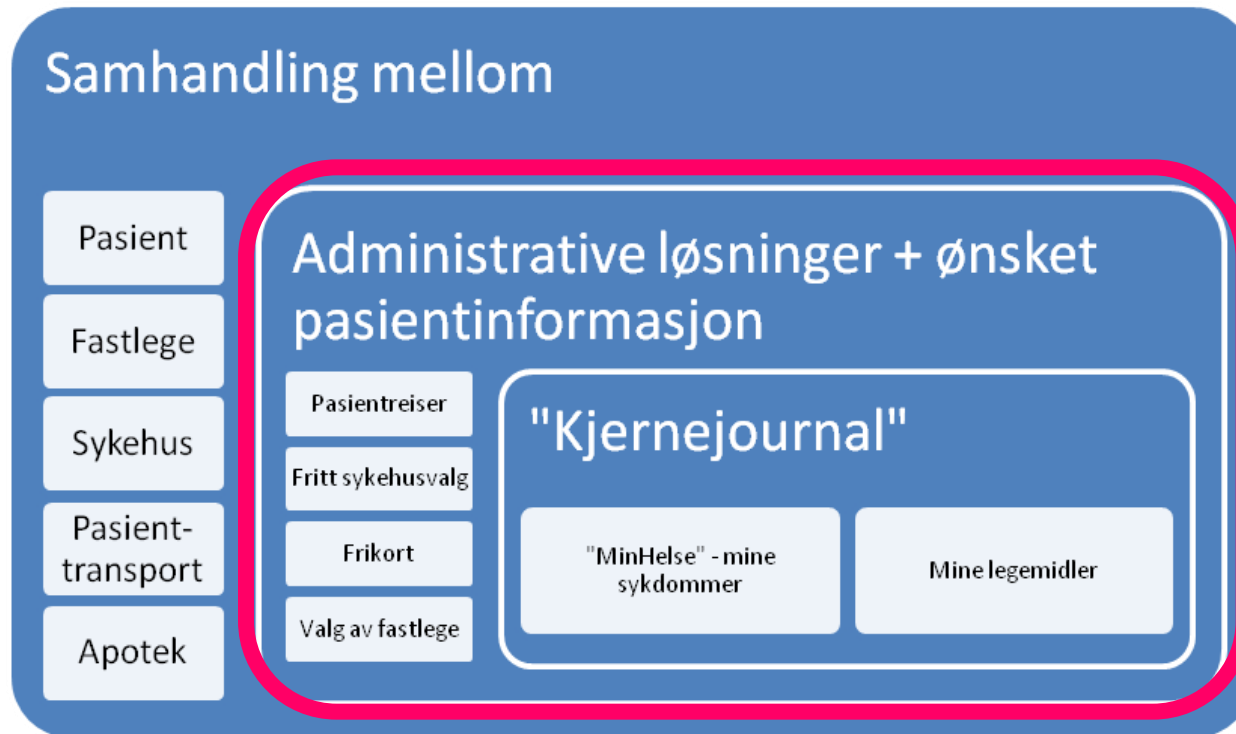 Samhandling mellom
Pasient
Fastlege
Sykehus
Pasient-
transport
Apotek
Administrative løsninger + ønsket
pasientinformasjon
Pasientreiser
Fritt sykehusvalg
Frikort
Valg av fastlege
"Kjernejournal"
"MinHelse" - mine
sykdommer
Mine legemidler